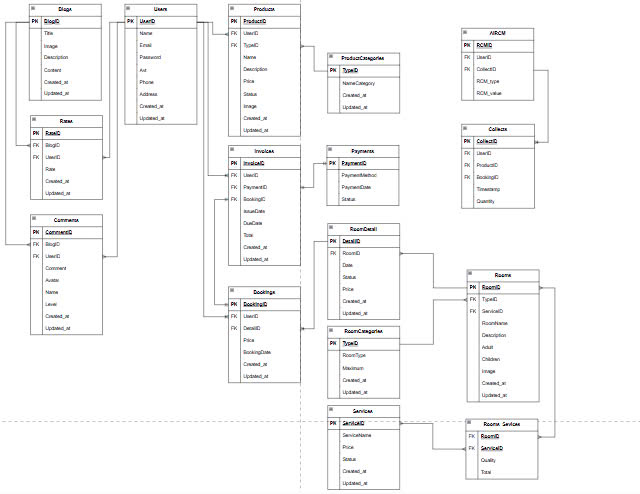 Blogs
PK BlogID
Title
Image
Description
Content
Created_at
Updated_at
Users
PK UserID
Name
Email
Password
Avt
Phone
Address
Created_at
Updated_at
Products
PK ProductID
FK UserID
FK TypeID
Name
Description
Price
Status
Image
Created_at
Updated_at
ProductCategories
PK TypeID
NameCategory
Created_at
Updated_at
AIRCM
PK RCMID
FK UserID
FK CollectID
RCM_type
RCM_value
Rates
PK RateID
FK BlogID
FK UserID
Rate
Created_at
Updated_at
Collects
PK CollectID
FK UserID
FK ProductID
FK BookingID
Timestamp
Quantity
Invoices
PK InvoiceID
FK UserID
FK PaymentID
FK BookingIC
IssueDate
DueDate
Total
Created_at
Updated_at
Payments
PK PaymentID
PaymentMethod
PaymentDate
Status
Comments
PK CommentID
FK BlogID
FK UserID
Comment
Avatar
Name
Level
Created_at
Updated_at
RoomDetail
PK DetailID
FK RoomID
Date
Status
Price
Created_at
Updated_at
Bookings
PK BookingID
FK UserID
FK DetailID
Price
BookingDate
Created_at
Updated_at
Rooms
PK RoomID
FK TypeID
FK ServiceID
RoomName
Description
Adult
Children
Image
Created_at
Updated_at
RoomCategories
PK TypeID
RoomType
Maximum
Created_at
Updated_at
Services
PK ServiceID
ServiceName
Price
Status
Created_at
Updated_at
Rooms_Sevices
FK RoomID
FK ServiceID
Quality
Total